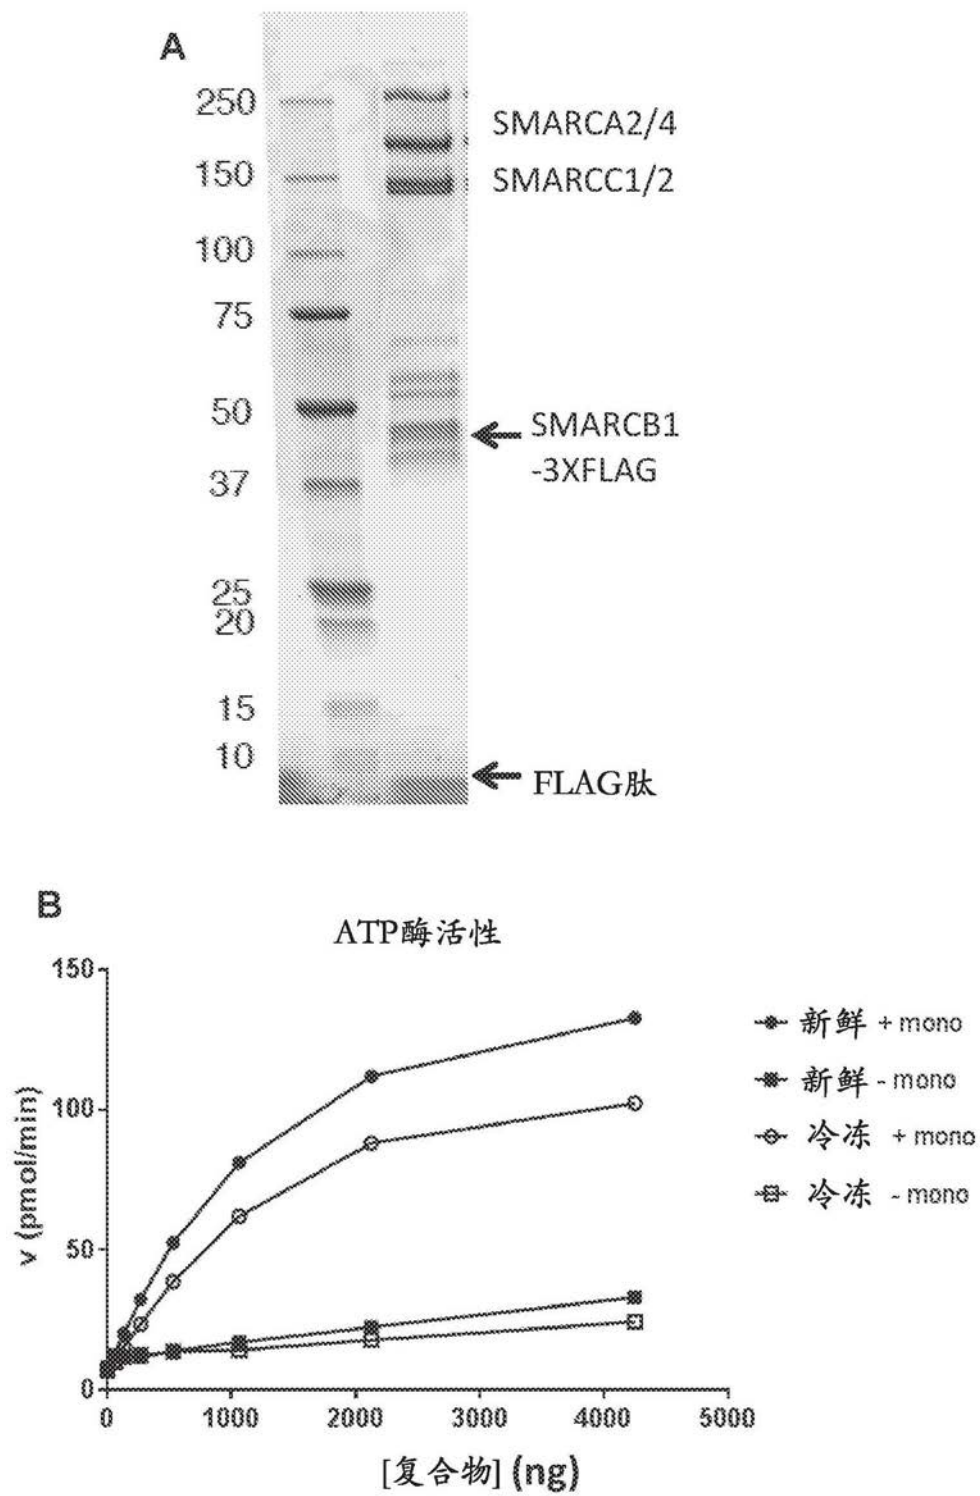 A
250
SMARCA2/4
150
SMARCC1/2
100
75
50
SMARCB1
-3XFLAG
37
25
20
15
10
FLAG肽
B
ATP酶活性
150
100
50
0
v (pmol/min)
0 1000 2000 3000 4000 5000
[复合物] (ng)
新鲜 + mono
新鲜 - mono
冷冻 + mono
冷冻 - mono